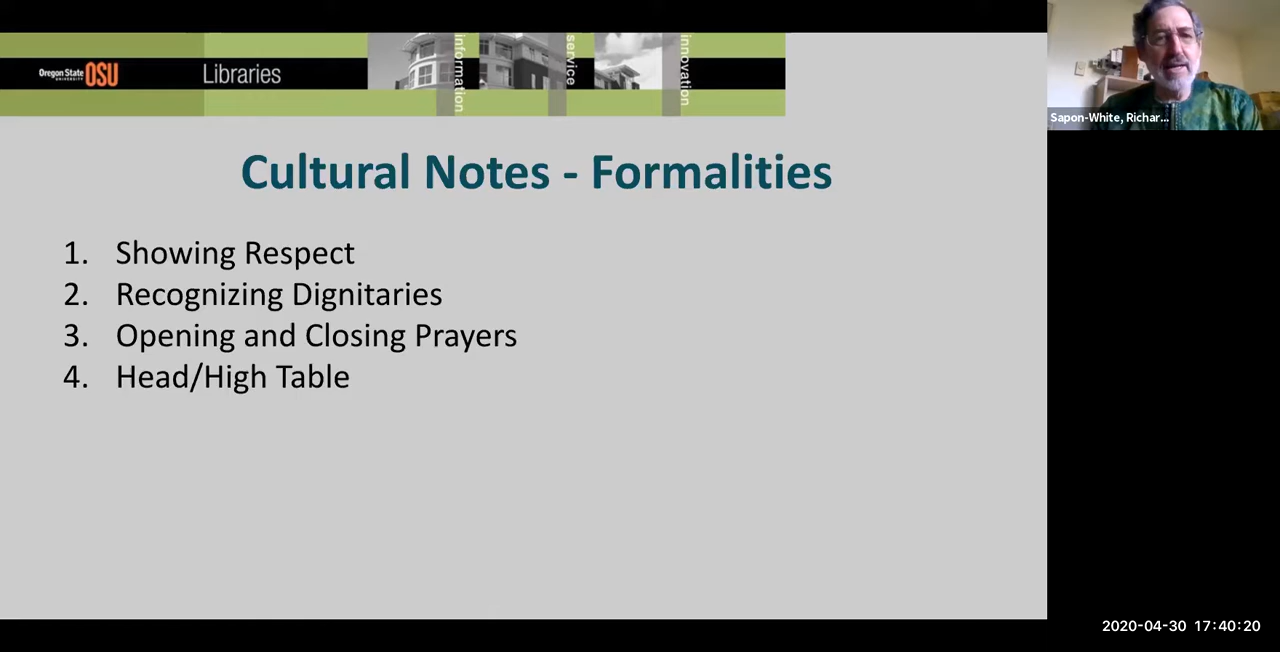 Oregon State
UNIVERSITY
OSU
Libraries
information
service
innovation
Sapon-White, Richar...
Cultural Notes - Formalities
1. Showing Respect
2. Recognizing Dignitaries
3. Opening and Closing Prayers
4. Head/High Table
2020-04-30 17:40:20